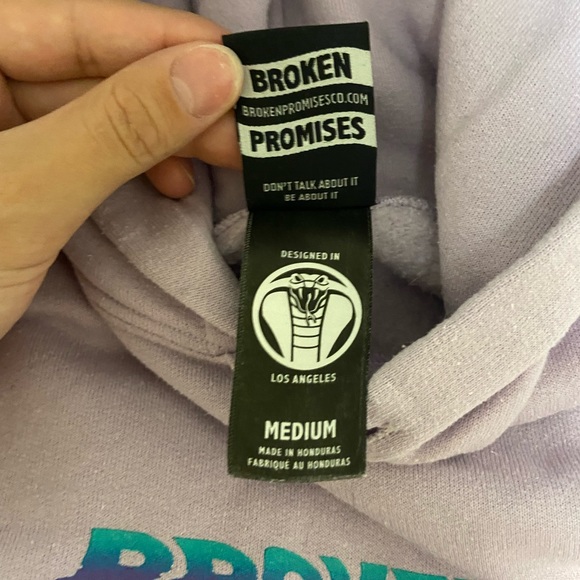 BROKEN
BROKENPROMISESCO.COM
PROMISES
DON'T TALK ABOUT IT
BE ABOUT IT
DESIGNED IN
LOS ANGELES
MEDIUM
MADE IN HONDURAS
FABRIQUÉ AU HONDURAS